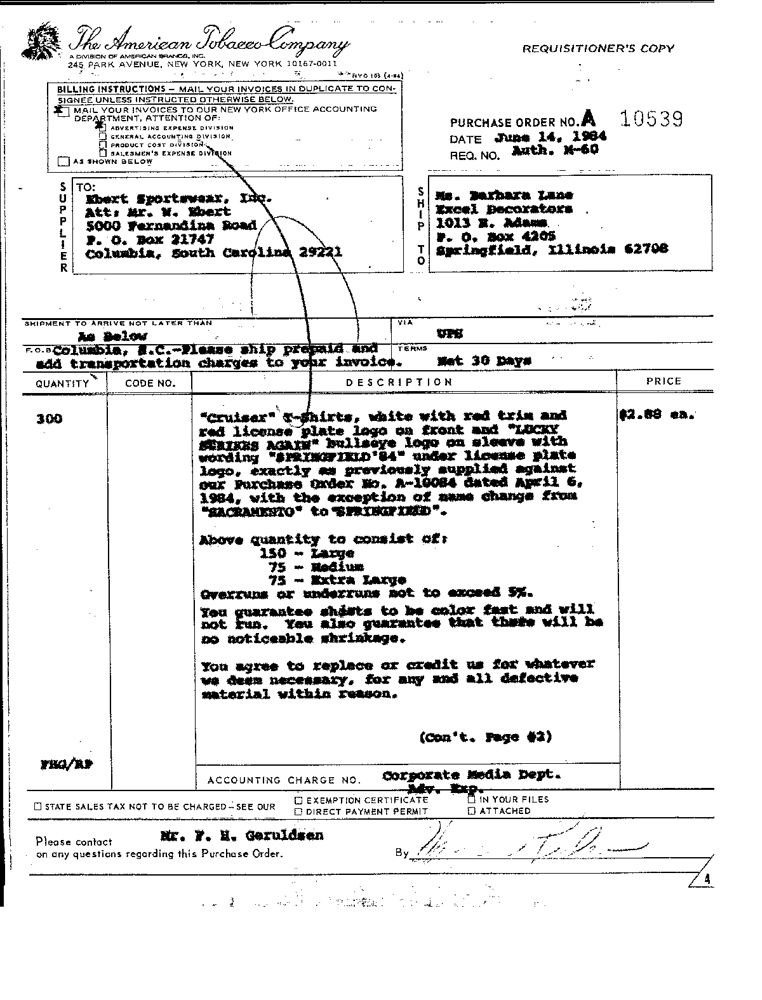 The American Tobacco Company
REQUISITIONER'S COPY
A DIVISION OF AMERICAN BRANDS, INC.
245 PARK AVENUE, NEW YORK, NEW YORK 10167-0011
BILLING INSTRUCTIONS – MAIL YOUR INVOICES IN DUPLICATE TO CON-
SIGNEE UNLESS INSTRUCTED OTHERWISE BELOW.
MAIL YOUR INVOICES TO OUR NEW YORK OFFICE ACCOUNTING
DEPARTMENT, ATTENTION OF:
ADVERTISING EXPENSE DIVISION
GENERAL ACCOUNTING DIVISION
PRODUCT COST DIVISION
SALESMEN'S EXPENSE DIVISION
AS SHOWN BELOW
PURCHASE ORDER NO. A 10539
DATE June 14, 1984
REQ. NO. Auth. M-60
SUPPLIER
TO:
Ebert Sportswear, Inc.
Att: Mr. W. Ebert
5000 Fernandina Road
P. O. Box 21747
Columbia, South Carolina 29221
SHIP TO
Ms. Barbara Lane
Excel Decorators
1013 E. Adams
P. O. Box 4205
Springfield, Illinois 62708
SHIPMENT TO ARRIVE NOT LATER THAN
As Below
VIA
UPS
F.O.B. Columbia, S.C.-Please ship prepaid and
add transportation charges to your invoice.
TERMS
Net 30 Days
QUANTITY CODE NO. DESCRIPTION PRICE
300 "Cruiser" T-Shirts, white with red trim and $2.88 ea.
red license plate logo on front and "LUCKY
STRIKES AGAIN" bullseye logo on sleeve with
wording "SPRINGFIELD'84" under license plate
logo, exactly as previously supplied against
our Purchase Order No. A-10084 dated April 6,
1984, with the exception of name change from
"SACRAMENTO" to "SPRINGFIELD".
Above quantity to consist of:
150 - Large
75 - Medium
75 - Extra Large
Overruns or underruns not to exceed 5%.
You guarantee shirts to be color fast and will
not run. You also guarantee that there will be
no noticeable shrinkage.
You agree to replace or credit us for whatever
we deem necessary, for any and all defective
material within reason.
(Con't. Page #2)
ACCOUNTING CHARGE NO. Corporate Media Dept.
Adv. Exp.
STATE SALES TAX NOT TO BE CHARGED – SEE OUR
EXEMPTION CERTIFICATE
DIRECT PAYMENT PERMIT
IN YOUR FILES
ATTACHED
Please contact Mr. F. H. Geruldsen
on any questions regarding this Purchase Order.
By
4